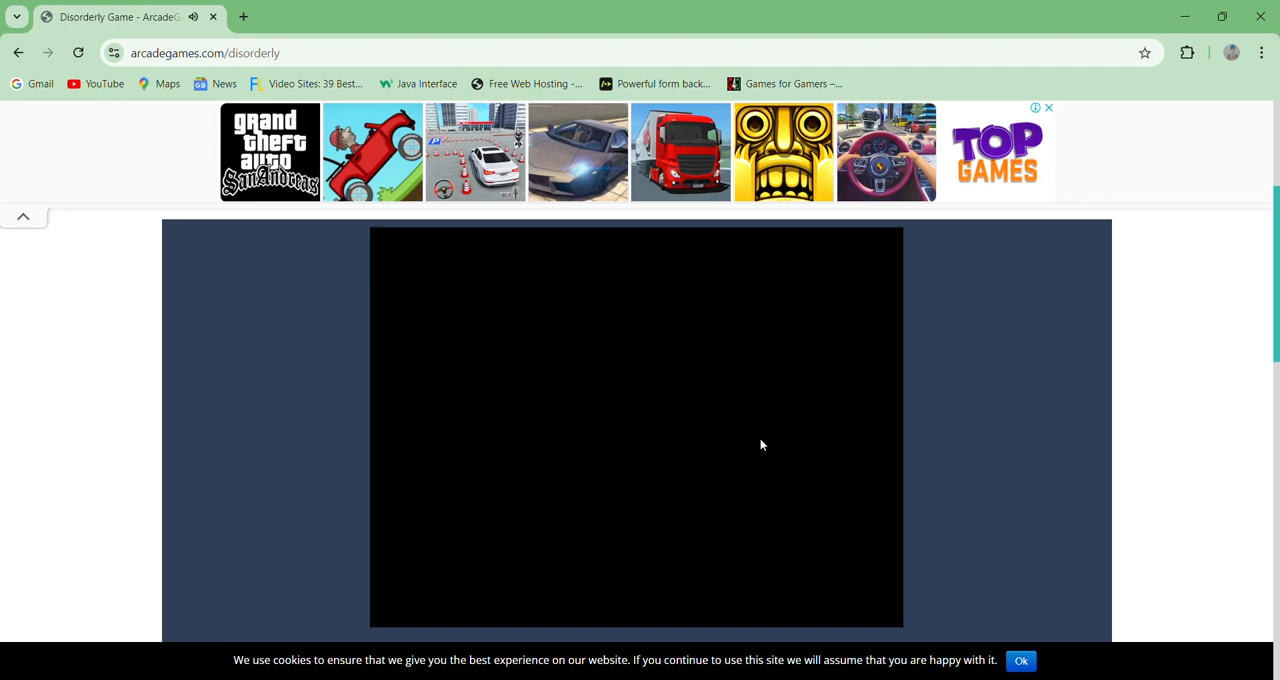 Disorderly Game - ArcadeG
arcadegames.com/disorderly
Gmail YouTube Maps News Video Sites: 39 Best... Java Interface Free Web Hosting -... Powerful form back... Games for Gamers –...
grand theft auto San Andreas
TOP GAMES
We use cookies to ensure that we give you the best experience on our website. If you continue to use this site we will assume that you are happy with it. Ok